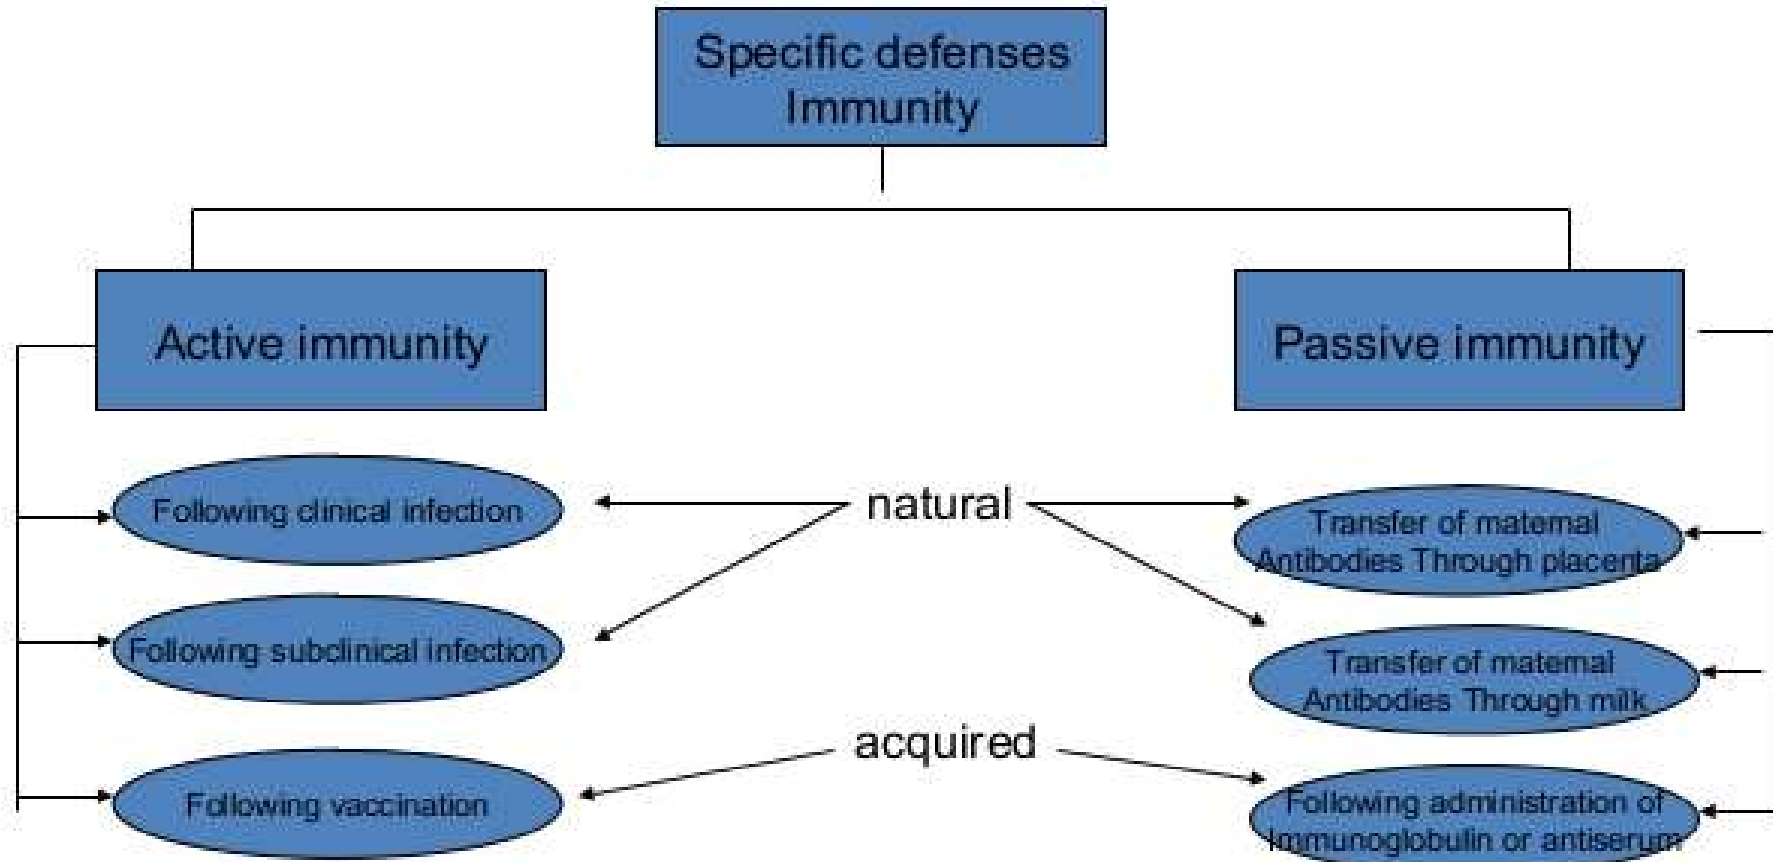 Specific defenses
Immunity
Active immunity
Passive immunity
Following clinical infection
natural
Transfer of maternal
Antibodies Through placenta
Following subclinical infection
Transfer of maternal
Antibodies Through milk
acquired
Following vaccination
Following administration of
Immunoglobulin or antiserum